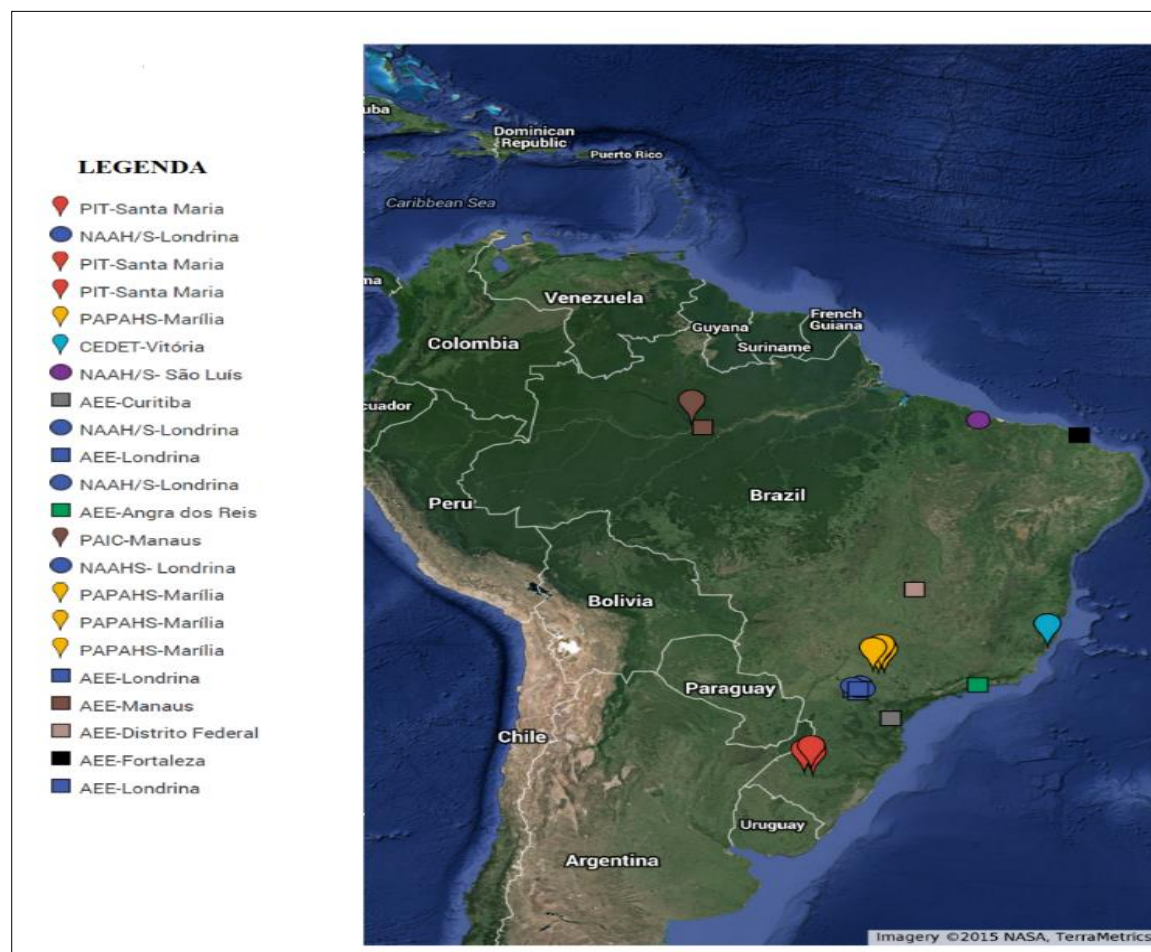 LEGENDA
PIT-Santa Maria
NAAH/S-Londrina
PIT-Santa Maria
PIT-Santa Maria
PAPAHS-Marília
CEDET-Vitória
NAAH/S- São Luís
AEE-Curitiba
NAAH/S-Londrina
AEE-Londrina
NAAH/S-Londrina
AEE-Angra dos Reis
PAIC-Manaus
NAAHS- Londrina
PAPAHS-Marília
PAPAHS-Marília
PAPAHS-Marília
AEE-Londrina
AEE-Manaus
AEE-Distrito Federal
AEE-Fortaleza
AEE-Londrina
uba
Dominican
Republic
Puerto Rico
Caribbean Sea
ma
Venezuela
Guyana
French
Guiana
Suriname
Colombia
cuador
Peru
Brazil
Bolivia
Paraguay
Chile
Uruguay
Argentina
Imagery ©2015 NASA, TerraMetrics